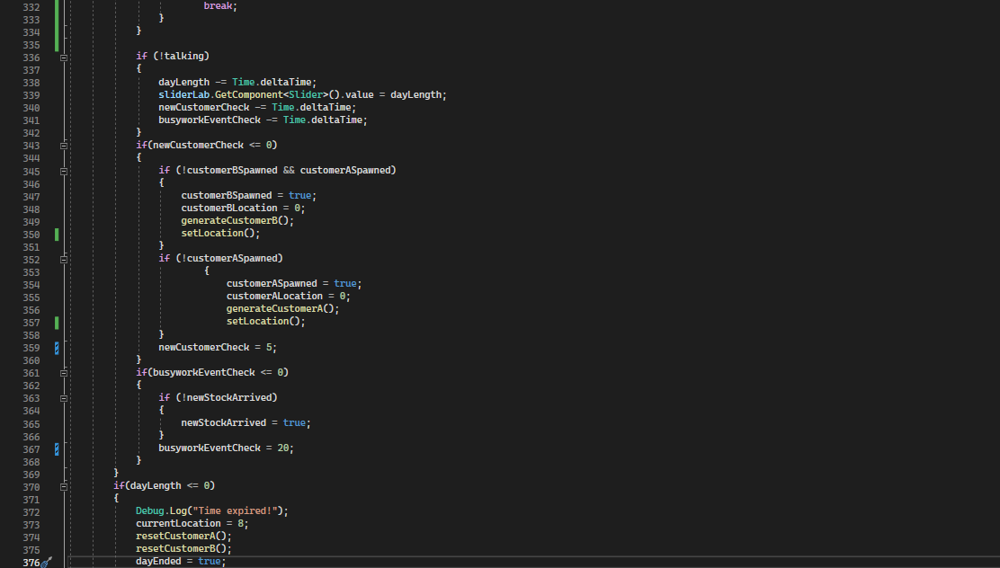 332 break;
333 }
334 }
335
336 if (!talking)
337 {
338 dayLength -= Time.deltaTime;
339 sliderLab.GetComponent<Slider>().value = dayLength;
340 newCustomerCheck -= Time.deltaTime;
341 busyworkEventCheck -= Time.deltaTime;
342 }
343 if(newCustomerCheck <= 0)
344 {
345 if (!customerBSpawned && customerASpawned)
346 {
347 customerBSpawned = true;
348 customerBLocation = 0;
349 generateCustomerB();
350 setLocation();
351 }
352 if (!customerASpawned)
353 {
354 customerASpawned = true;
355 customerALocation = 0;
356 generateCustomerA();
357 setLocation();
358 }
359 newCustomerCheck = 5;
360 }
361 if(busyworkEventCheck <= 0)
362 {
363 if (!newStockArrived)
364 {
365 newStockArrived = true;
366 }
367 busyworkEventCheck = 20;
368 }
369 }
370 if(dayLength <= 0)
371 {
372 Debug.Log("Time expired!");
373 currentLocation = 8;
374 resetCustomerA();
375 resetCustomerB();
376 dayEnded = true;